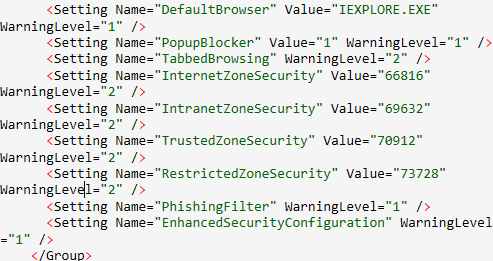 <Setting Name="DefaultBrowser" Value="IEXPLORE.EXE"
WarningLevel="1" />
<Setting Name="PopupBlocker" Value="1" WarningLevel="1" />
<Setting Name="TabbedBrowsing" WarningLevel="2" />
<Setting Name="InternetZoneSecurity" Value="66816"
WarningLevel="2" />
<Setting Name="IntranetZoneSecurity" Value="69632"
WarningLevel="2" />
<Setting Name="TrustedZoneSecurity" Value="70912"
WarningLevel="2" />
<Setting Name="RestrictedZoneSecurity" Value="73728"
WarningLevel="2" />
<Setting Name="PhishingFilter" WarningLevel="1" />
<Setting Name="EnhancedSecurityConfiguration" WarningLevel
="1" />
</Group>